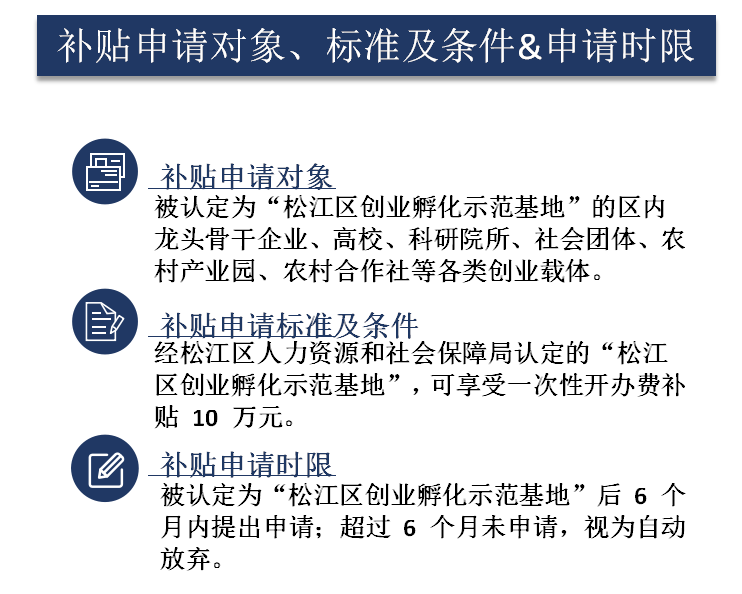 补贴申请对象、标准及条件&申请时限
补贴申请对象
被认定为“松江区创业孵化示范基地”的区内
龙头骨干企业、高校、科研院所、社会团体、农
村产业园、农村合作社等各类创业载体。
补贴申请标准及条件
经松江区人力资源和社会保障局认定的“松江
区创业孵化示范基地”，可享受一次性开办费补
贴 10 万元。
补贴申请时限
被认定为“松江区创业孵化示范基地”后 6 个
月内提出申请；超过 6 个月未申请，视为自动
放弃。